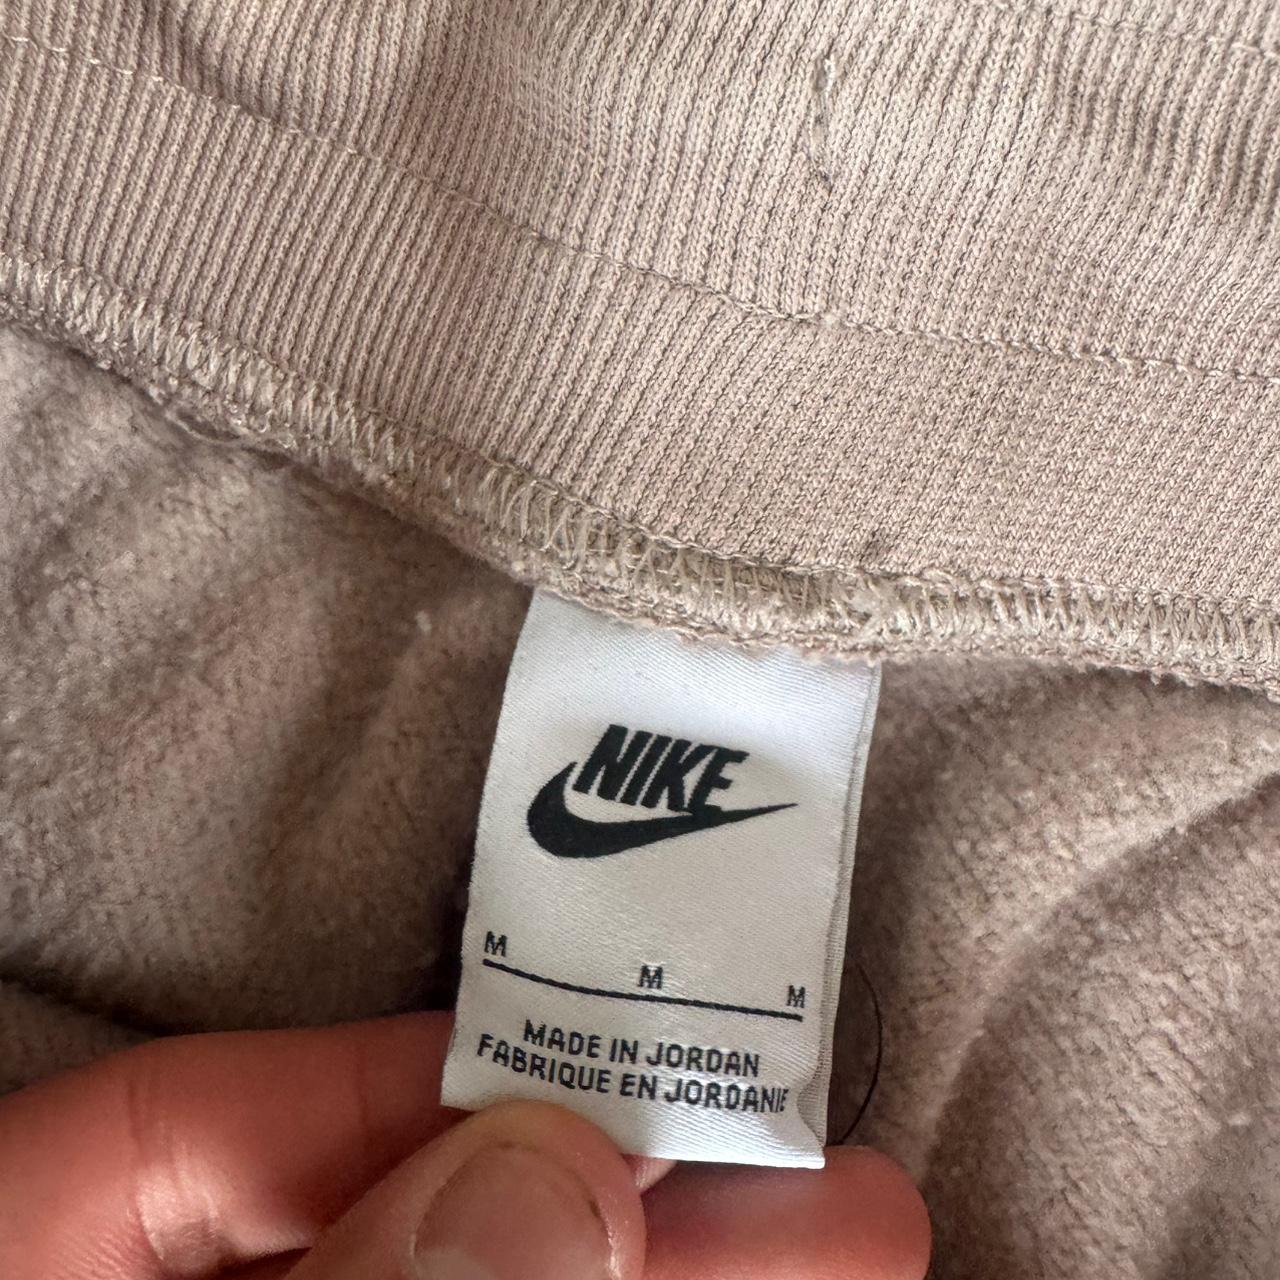 NIKE
M M M
MADE IN JORDAN
FABRIQUE EN JORDANIE